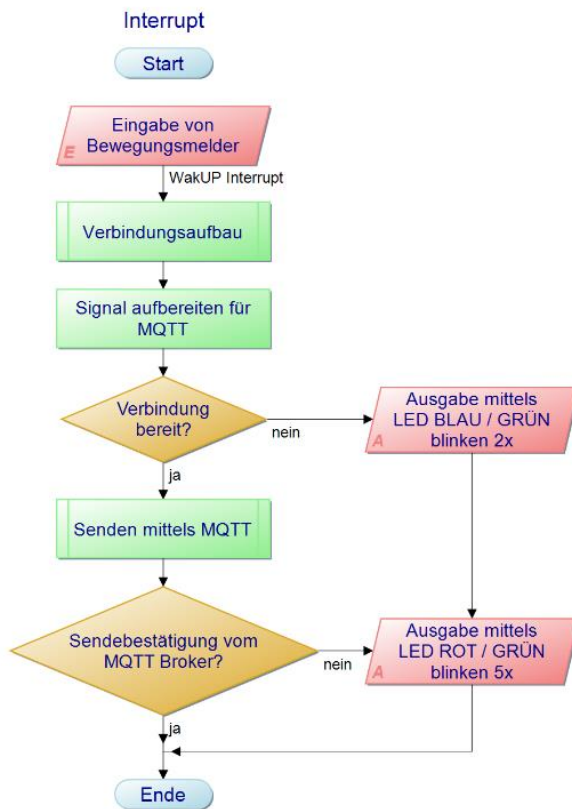 Interrupt
Start
Eingabe von
Bewegungsmelder
E
WakUP Interrupt
Verbindungsaufbau
Signal aufbereiten für
MQTT
Verbindung
bereit?
nein
Ausgabe mittels
LED BLAU / GRÜN
blinken 2x
A
ja
Senden mittels MQTT
Sendebestätigung vom
MQTT Broker?
nein
Ausgabe mittels
LED ROT / GRÜN
blinken 5x
A
ja
Ende